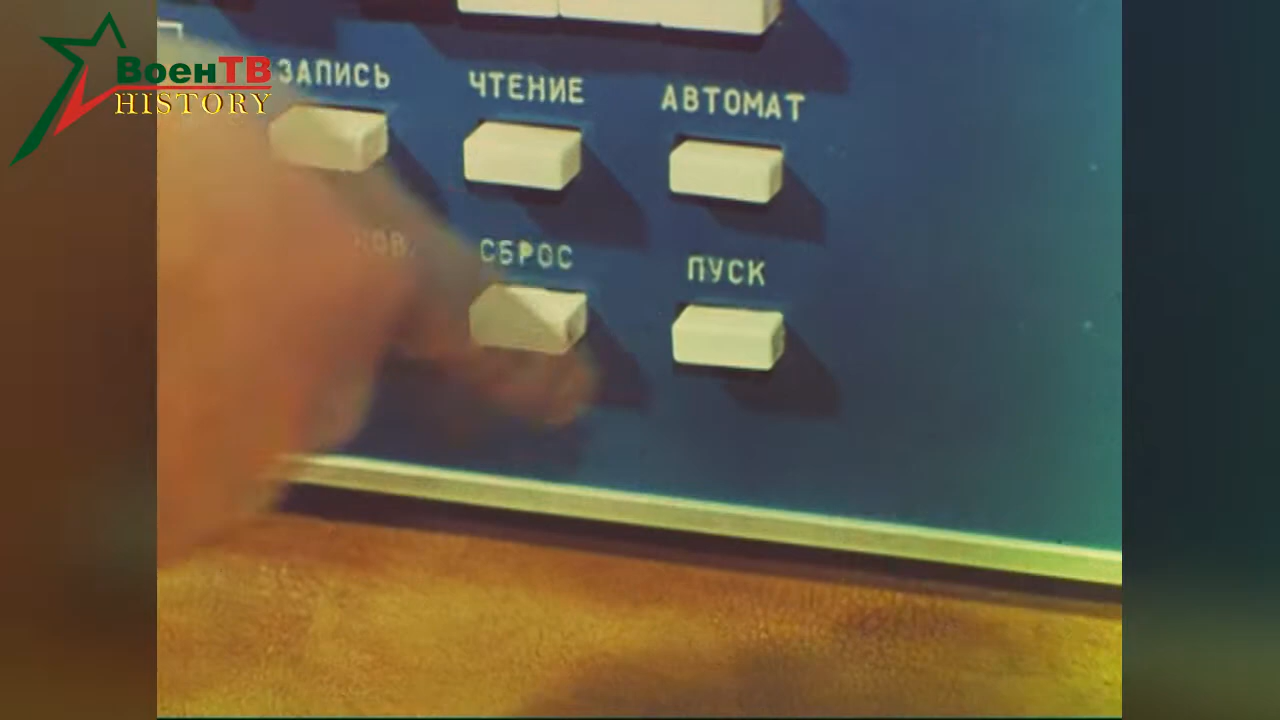 ВоенТВ
HISTORY
ЗАПИСЬ
ЧТЕНИЕ
АВТОМАТ
СБРОС
ПУСК